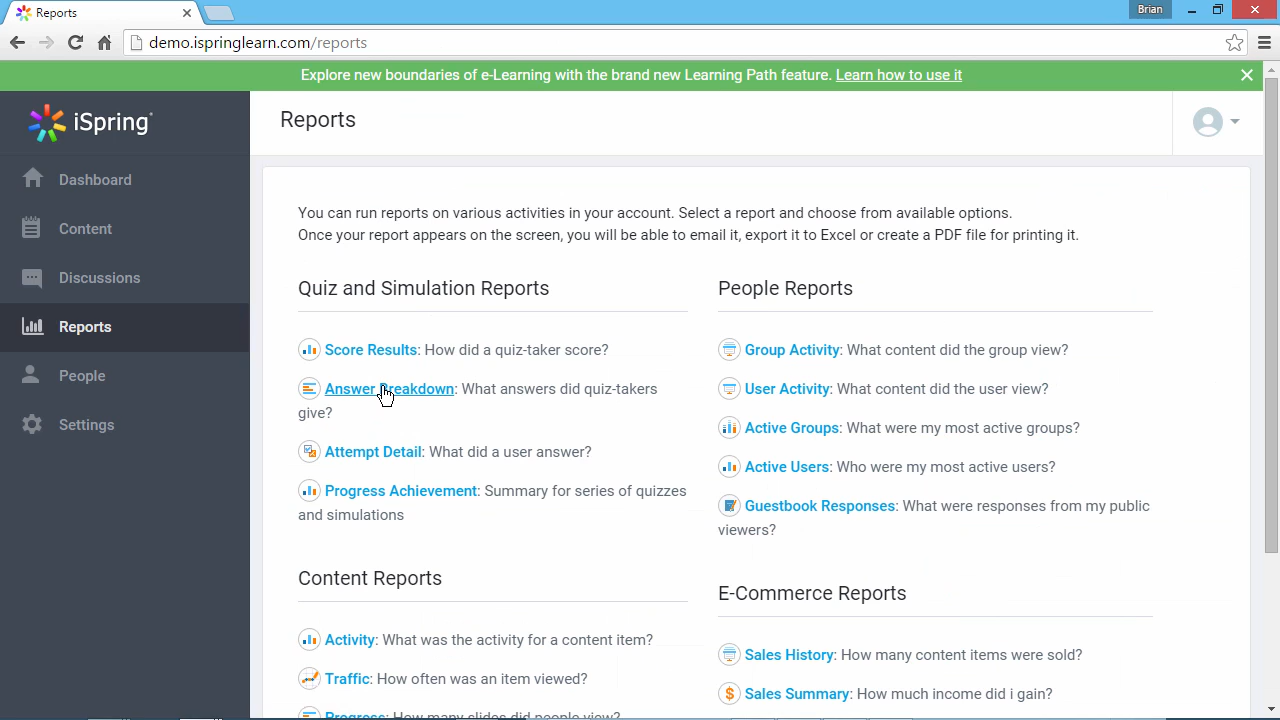 Reports
Brian
demo.ispringlearn.com/reports
Explore new boundaries of e-Learning with the brand new Learning Path feature. Learn how to use it
iSpring
Reports
Dashboard
Content
Discussions
Reports
People
Settings
You can run reports on various activities in your account. Select a report and choose from available options.
Once your report appears on the screen, you will be able to email it, export it to Excel or create a PDF file for printing it.
Quiz and Simulation Reports
Score Results: How did a quiz-taker score?
Answer Breakdown: What answers did quiz-takers
give?
Attempt Detail: What did a user answer?
Progress Achievement: Summary for series of quizzes
and simulations
People Reports
Group Activity: What content did the group view?
User Activity: What content did the user view?
Active Groups: What were my most active groups?
Active Users: Who were my most active users?
Guestbook Responses: What were responses from my public
viewers?
Content Reports
Activity: What was the activity for a content item?
Traffic: How often was an item viewed?
Progress: How many slides did people view?
E-Commerce Reports
Sales History: How many content items were sold?
Sales Summary: How much income did i gain?